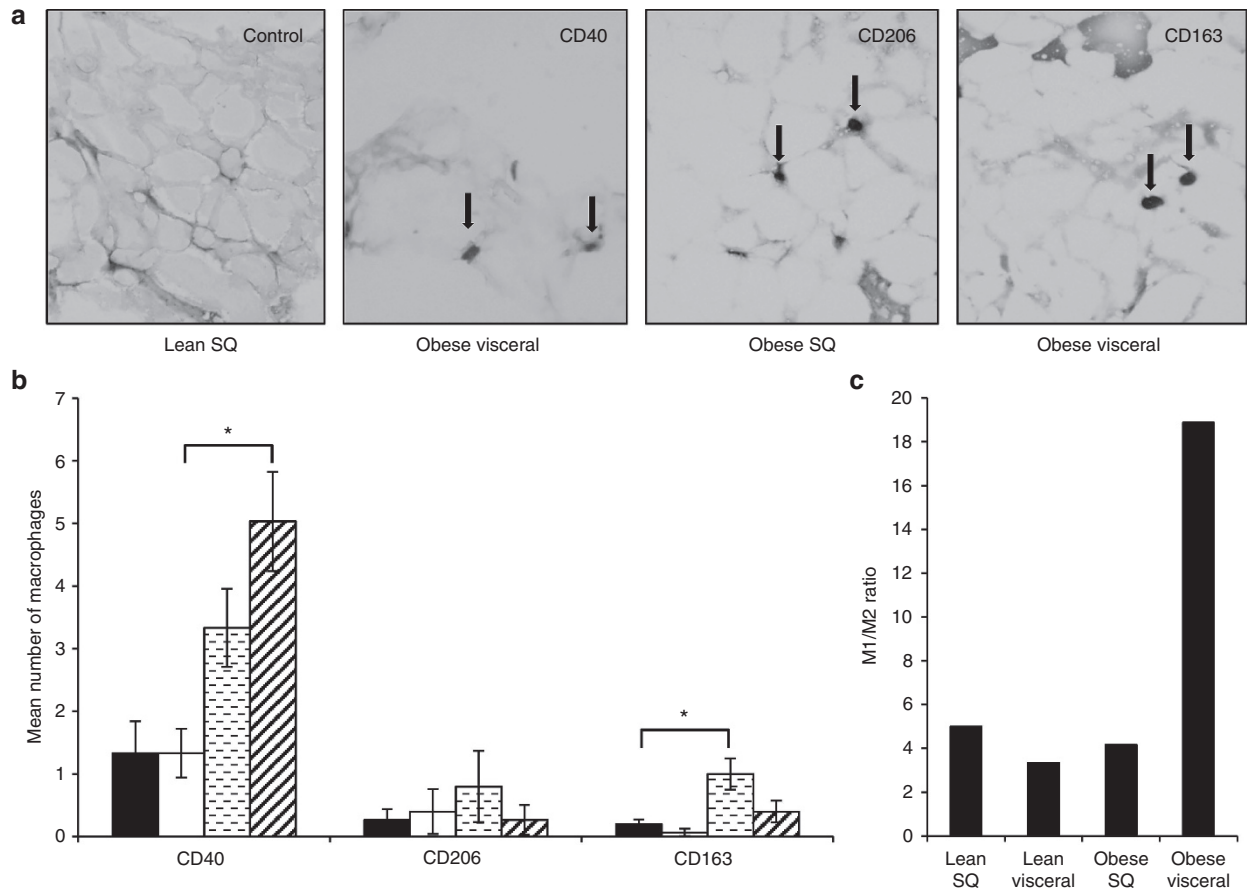 a
Control
CD40
CD206
CD163
Lean SQ
Obese visceral
Obese SQ
Obese visceral
b
Mean number of macrophages
7
6
5
4
3
2
1
0
*
*
CD40
CD206
CD163
c
M1/M2 ratio
20
18
16
14
12
10
8
6
4
2
0
Lean
SQ
Lean
visceral
Obese
SQ
Obese
visceral